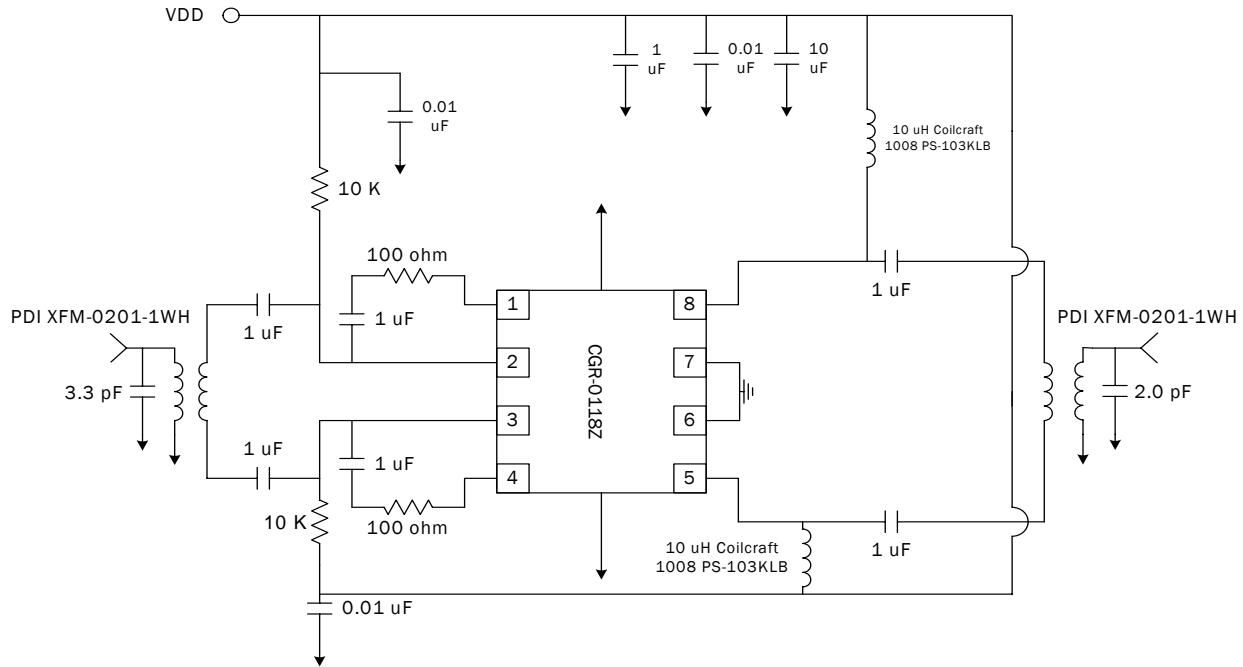 VDD
1
uF
0.01
uF
10
uF
0.01
uF
10 uH Coilcraft
1008 PS-103KLB
10 K
100 ohm
1 uF
1 uF
1 uF
PDI XFM-0201-1WH
PDI XFM-0201-1WH
1
8
2
7
3
6
4
5
CGR-0118Z
3.3 pF
2.0 pF
1 uF
1 uF
10 K
100 ohm
10 uH Coilcraft
1008 PS-103KLB
1 uF
0.01 uF